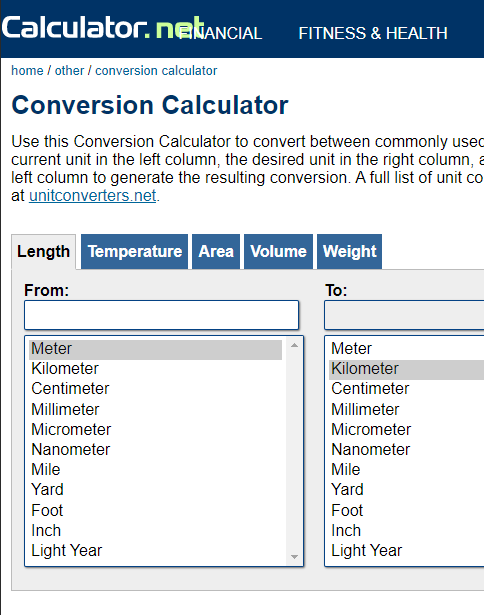 Calculator.net FINANCIAL FITNESS & HEALTH
home / other / conversion calculator
Conversion Calculator
Use this Conversion Calculator to convert between commonly used
current unit in the left column, the desired unit in the right column, a
left column to generate the resulting conversion. A full list of unit co
at unitconverters.net.
Length Temperature Area Volume Weight
From: To:
Meter Meter
Kilometer Kilometer
Centimeter Centimeter
Millimeter Millimeter
Micrometer Micrometer
Nanometer Nanometer
Mile Mile
Yard Yard
Foot Foot
Inch Inch
Light Year Light Year